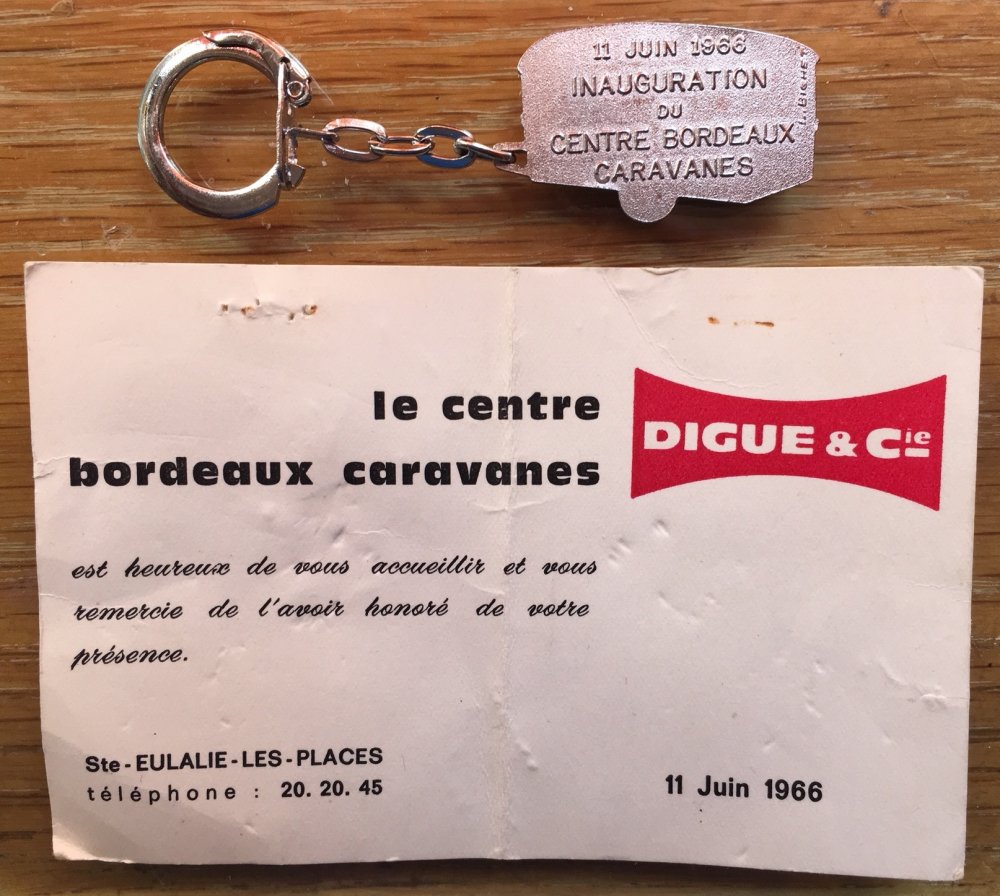 11 JUIN 1966
INAUGURATION
DU
CENTRE BORDEAUX
CARAVANES
L. BICHET
le centre
bordeaux caravanes
DIGUE & Cie
est heureux de vous accueillir et vous
remercie de l'avoir honoré de votre
présence.
Ste-EULALIE-LES-PLACES
téléphone : 20. 20. 45
11 Juin 1966